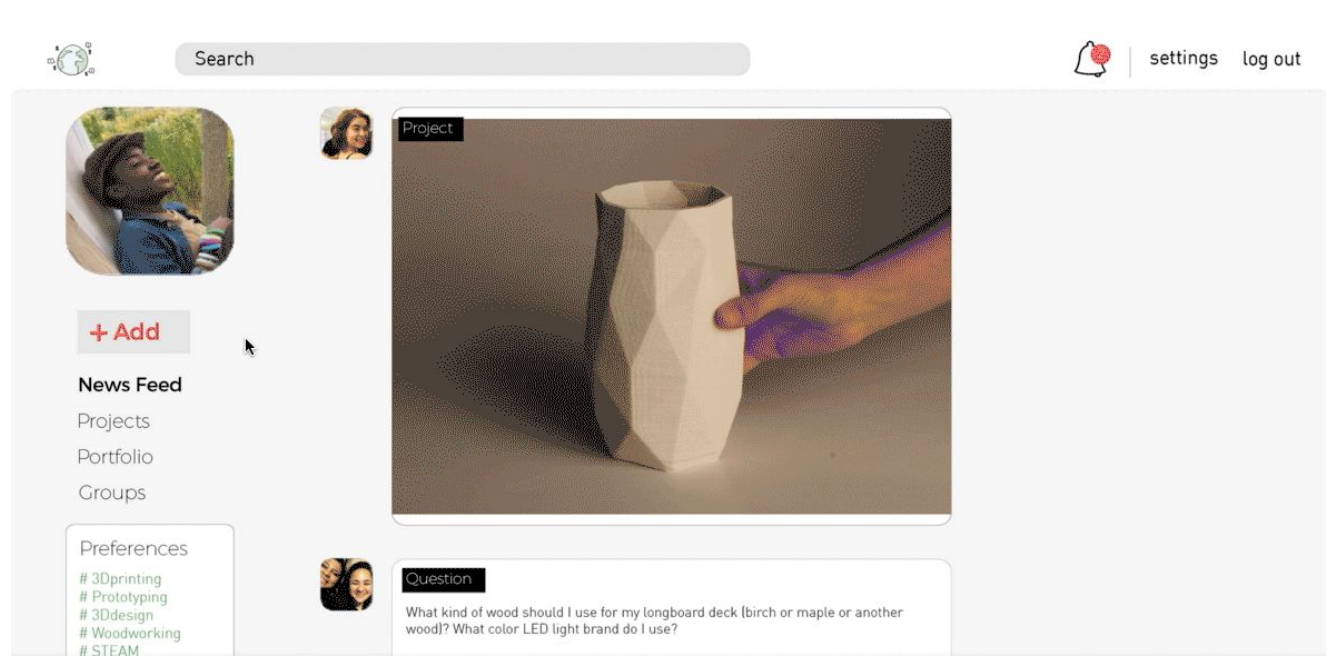 Search
settings
log out
Project
+ Add
News Feed
Projects
Portfolio
Groups
Preferences
# 3Dprinting
# Prototyping
# 3Ddesign
# Woodworking
# STEAM
Question
What kind of wood should I use for my longboard deck (birch or maple or another
wood)? What color LED light brand do I use?